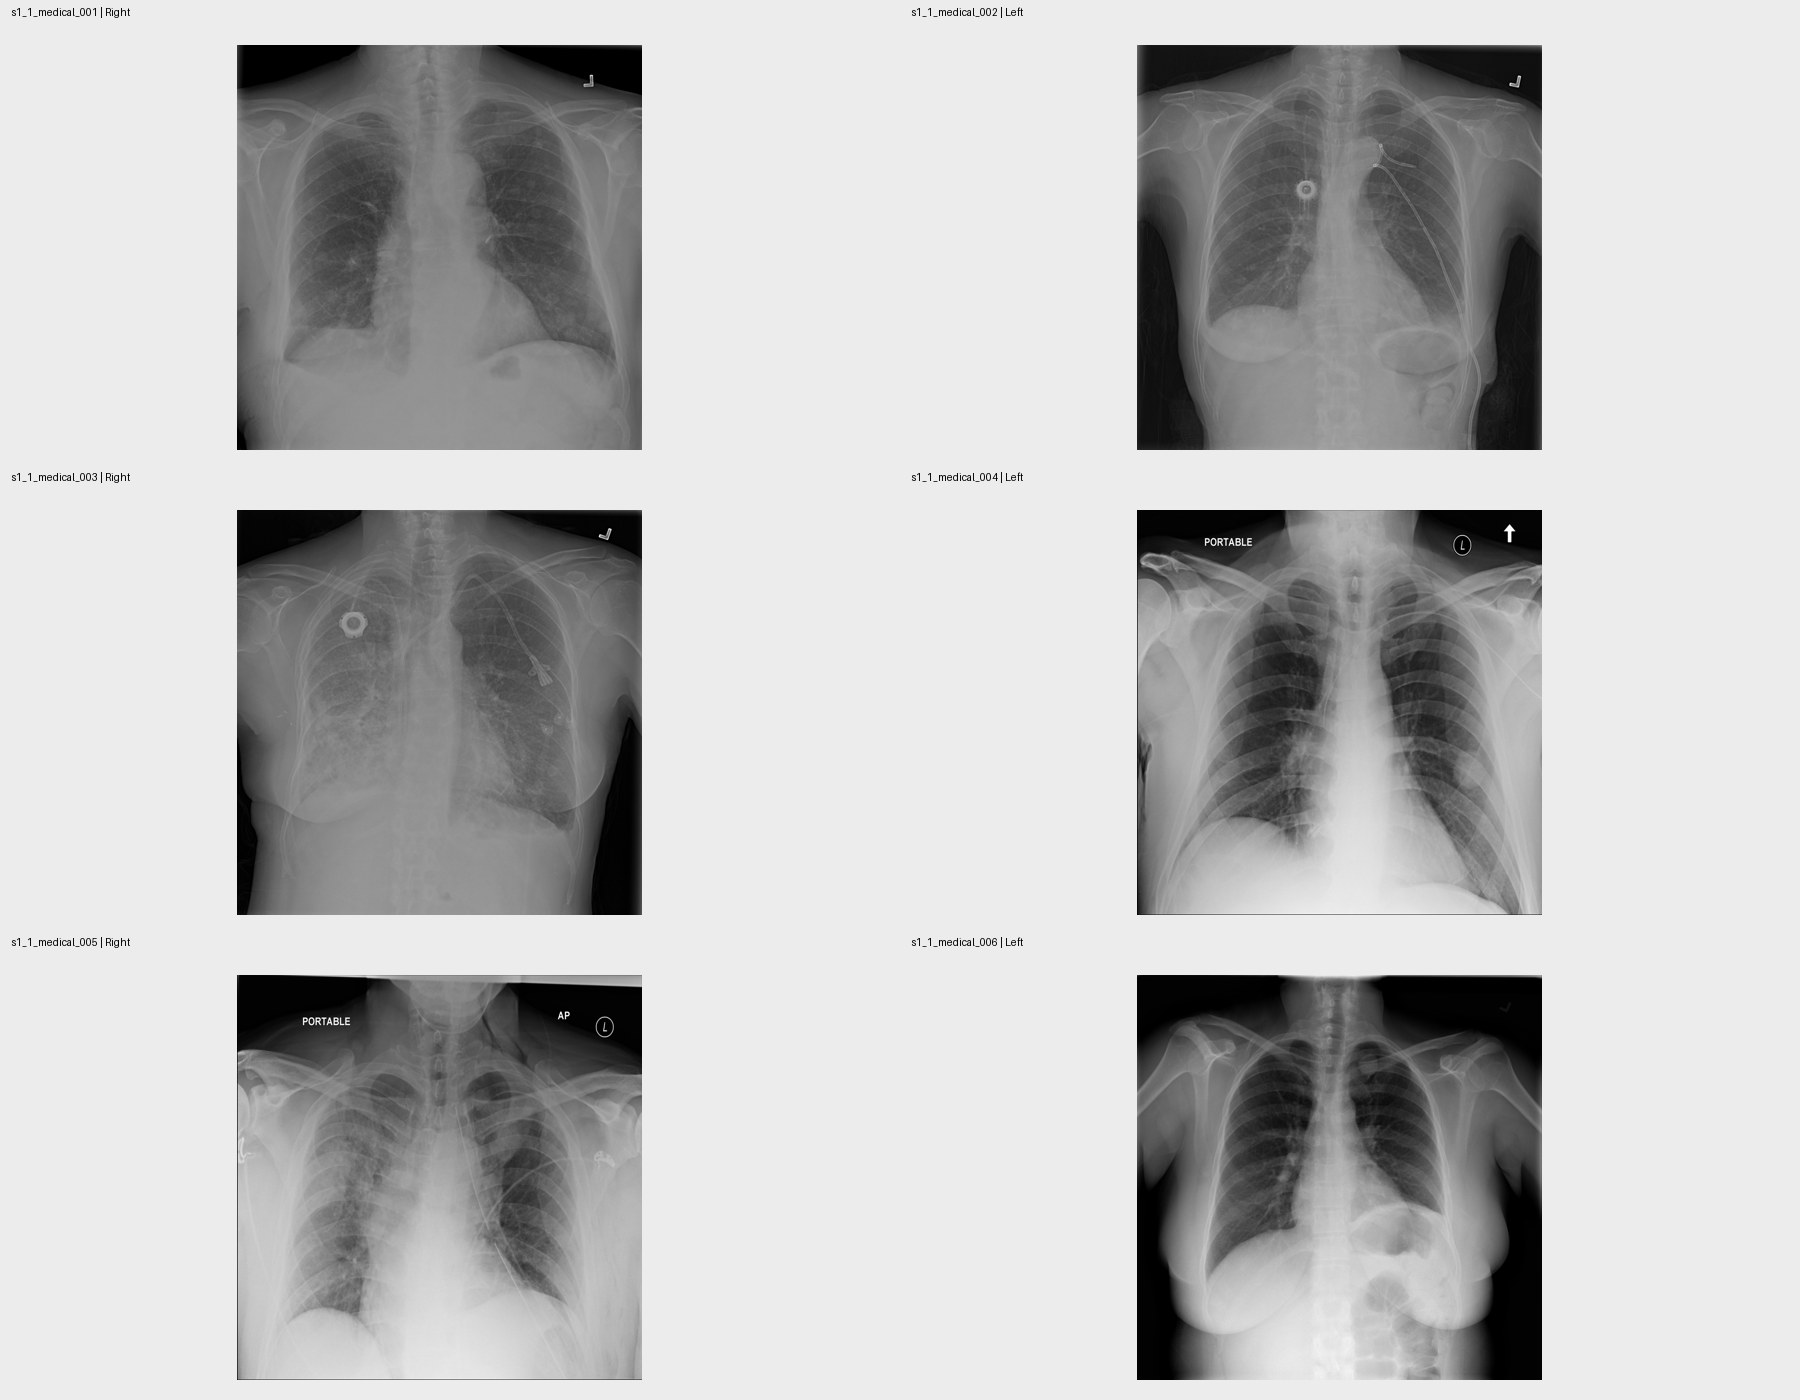 s1_1_medical_001 | Right
s1_1_medical_002 | Left
L
L
s1_1_medical_003 | Right
s1_1_medical_004 | Left
L
PORTABLE
L
s1_1_medical_005 | Right
s1_1_medical_006 | Left
PORTABLE
AP
L
L